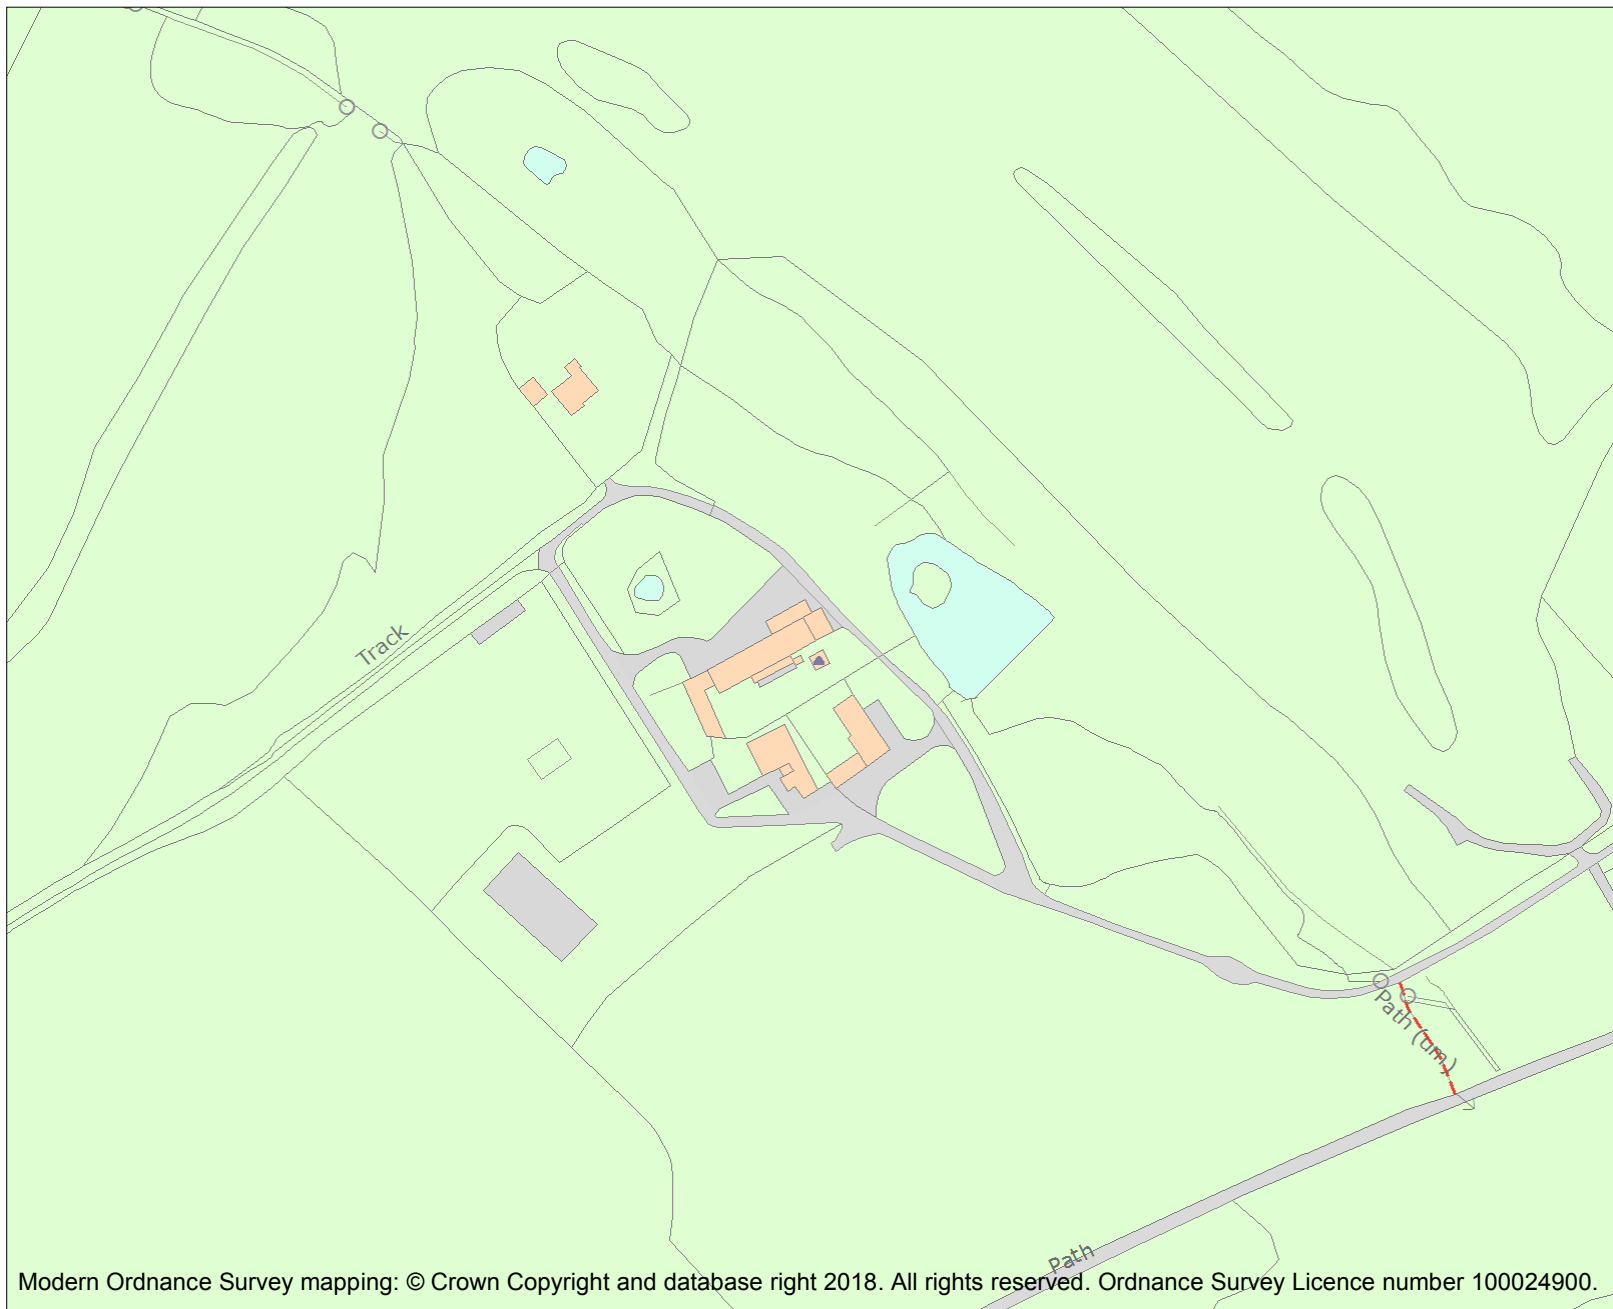 Track
Path (um)
Path
Modern Ordnance Survey mapping: © Crown Copyright and database right 2018. All rights reserved. Ordnance Survey Licence number 100024900.